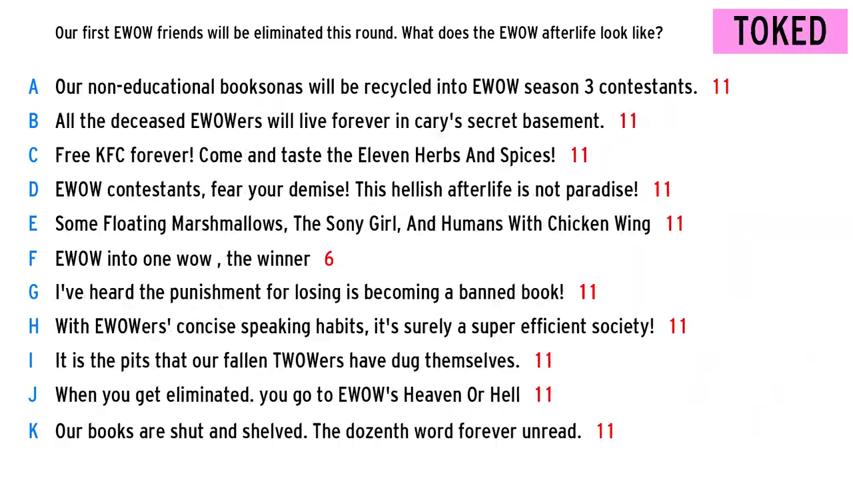 Our first EWOW friends will be eliminated this round. What does the EWOW afterlife look like?
TOKED
A Our non-educational booksonas will be recycled into EWOW season 3 contestants. 11
B All the deceased EWOWers will live forever in cary's secret basement. 11
C Free KFC forever! Come and taste the Eleven Herbs And Spices! 11
D EWOW contestants, fear your demise! This hellish afterlife is not paradise! 11
E Some Floating Marshmallows, The Sony Girl, And Humans With Chicken Wing 11
F EWOW into one wow , the winner 6
G I've heard the punishment for losing is becoming a banned book! 11
H With EWOWers' concise speaking habits, it's surely a super efficient society! 11
I It is the pits that our fallen TWOWers have dug themselves. 11
J When you get eliminated. you go to EWOW's Heaven Or Hell 11
K Our books are shut and shelved. The dozenth word forever unread. 11